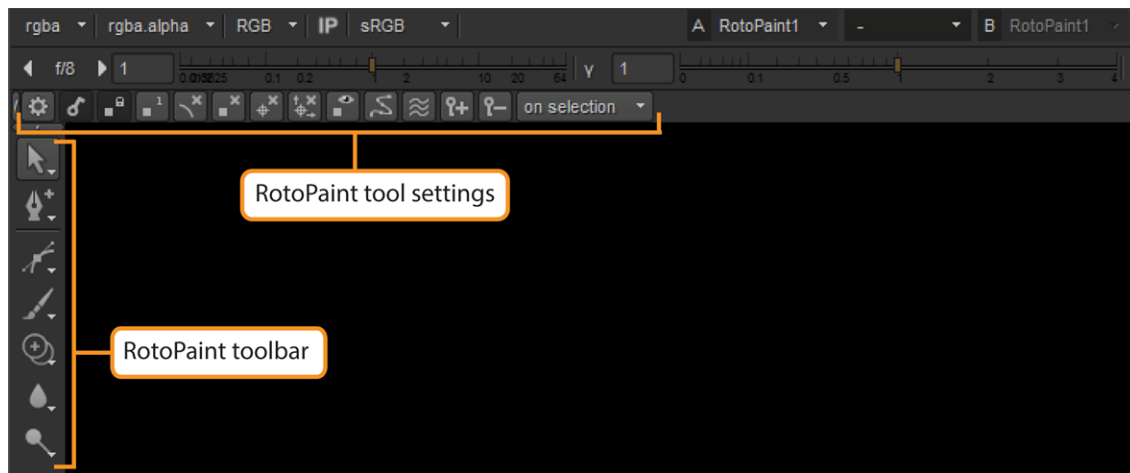 rgba rgba.alpha RGB IP sRGB A RotoPaint1 - B RotoPaint1
f/8 1 0.1 0.2 1 2 10 20 64 γ 1 0 0.1 0.5 1 2 3 4
1 on selection
RotoPaint tool settings
RotoPaint toolbar